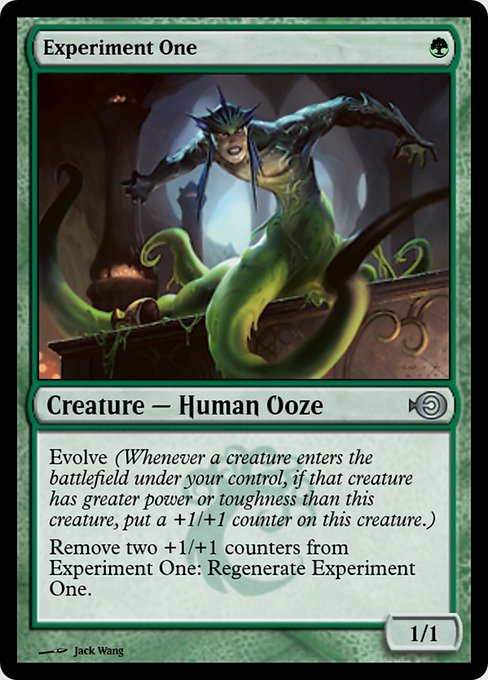 Experiment One
Creature — Human Ooze
Evolve (Whenever a creature enters the
battlefield under your control, if that creature
has greater power or toughness than this
creature, put a +1/+1 counter on this creature.)
Remove two +1/+1 counters from
Experiment One: Regenerate Experiment
One.
1/1
Jack Wang